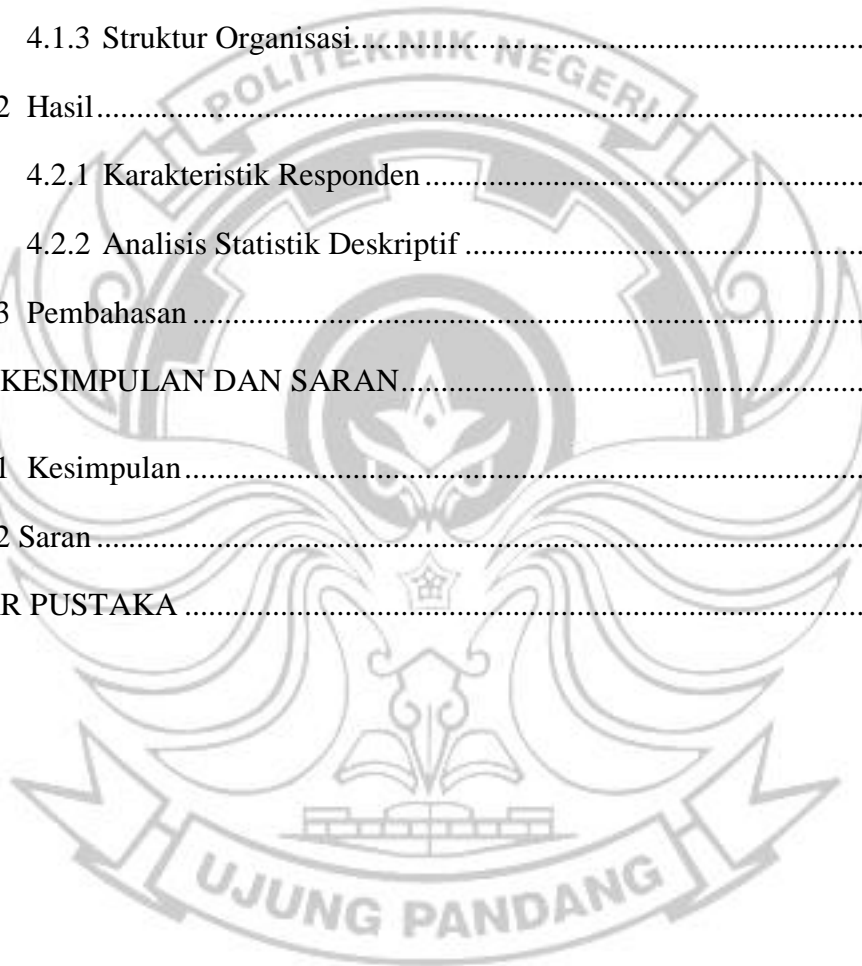 4.1.3 Struktur Organisasi
POLITEKNIK NEGERI
2 Hasil
4.2.1 Karakteristik Responden
4.2.2 Analisis Statistik Deskriptif
3 Pembahasan
KESIMPULAN DAN SARAN
1 Kesimpulan
2 Saran
R PUSTAKA
UJUNG PANDANG